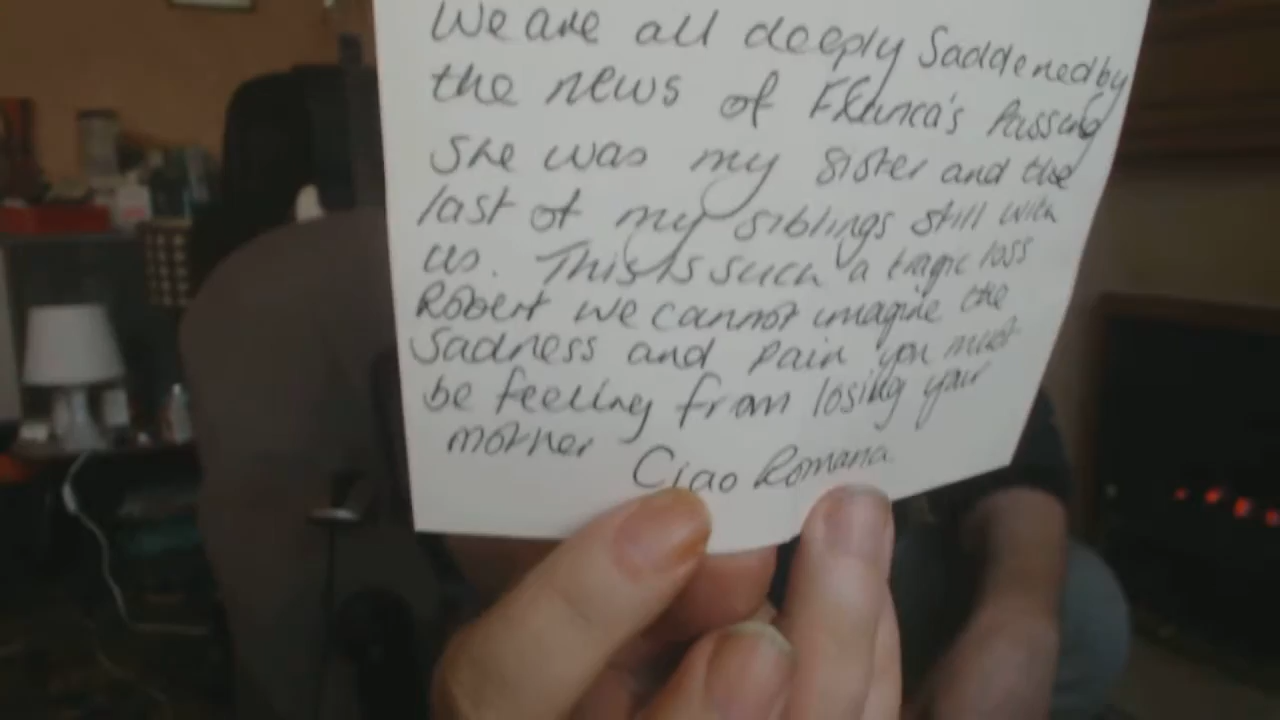 We are all deeply Saddened by
the news of Franca's Passing
She was my sister and the
last of my siblings still with
us. This is such a tragic loss
Robert we cannot imagine the
Sadness and pain you must
be feeling from losing your
mother
Ciao Romana